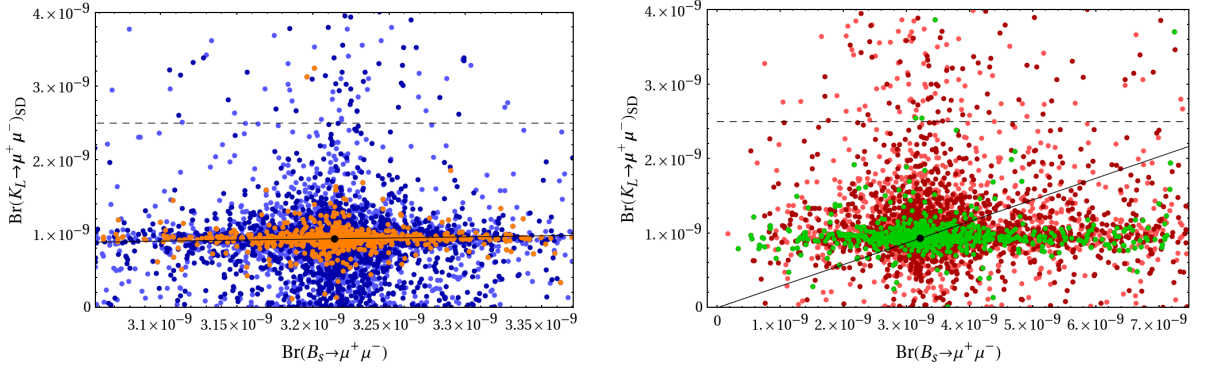 4.×10⁻⁹
3.×10⁻⁹
2.×10⁻⁹
1.×10⁻⁹
0
Br(K_L→μ⁺ μ⁻)_SD
3.1×10⁻⁹ 3.15×10⁻⁹ 3.2×10⁻⁹ 3.25×10⁻⁹ 3.3×10⁻⁹ 3.35×10⁻⁹
Br(B_s→μ⁺ μ⁻)
4.×10⁻⁹
3.×10⁻⁹
2.×10⁻⁹
1.×10⁻⁹
0
Br(K_L→μ⁺ μ⁻)_SD
0 1.×10⁻⁹ 2.×10⁻⁹ 3.×10⁻⁹ 4.×10⁻⁹ 5.×10⁻⁹ 6.×10⁻⁹ 7.×10⁻⁹
Br(B_s→μ⁺ μ⁻)